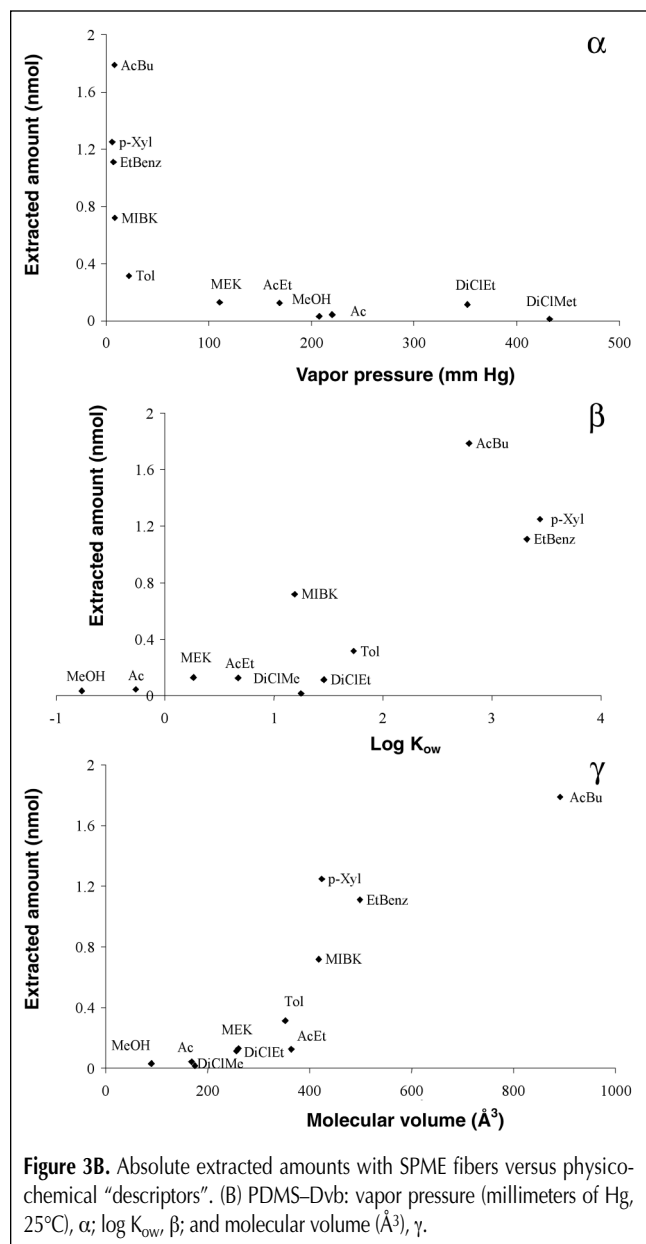 α
2
AcBu
1.6
p-Xyl
1.2
EtBenz
0.8
MIBK
0.4
Tol
MEK
AcEt
MeOH
Ac
DiClEt
DiClMet
0
0
100
200
300
400
500
Extracted amount (nmol)
Vapor pressure (mm Hg)
β
2
AcBu
1.6
p-Xyl
1.2
EtBenz
0.8
MIBK
0.4
Tol
MEK
AcEt
MeOH
Ac
DiClMe
DiClEt
0
-1
0
1
2
3
4
Extracted amount (nmol)
Log Kow
γ
2
AcBu
1.6
p-Xyl
1.2
EtBenz
0.8
MIBK
Tol
0.4
MEK
AcEt
MeOH
Ac
DiClEt
DiClMe
0
0
200
400
600
800
1000
Extracted amount (nmol)
Molecular volume (Å³)
Figure 3B. Absolute extracted amounts with SPME fibers versus physico-
chemical “descriptors”. (B) PDMS–Dvb: vapor pressure (millimeters of Hg,
25°C), α; log Kow, β; and molecular volume (Å³), γ.